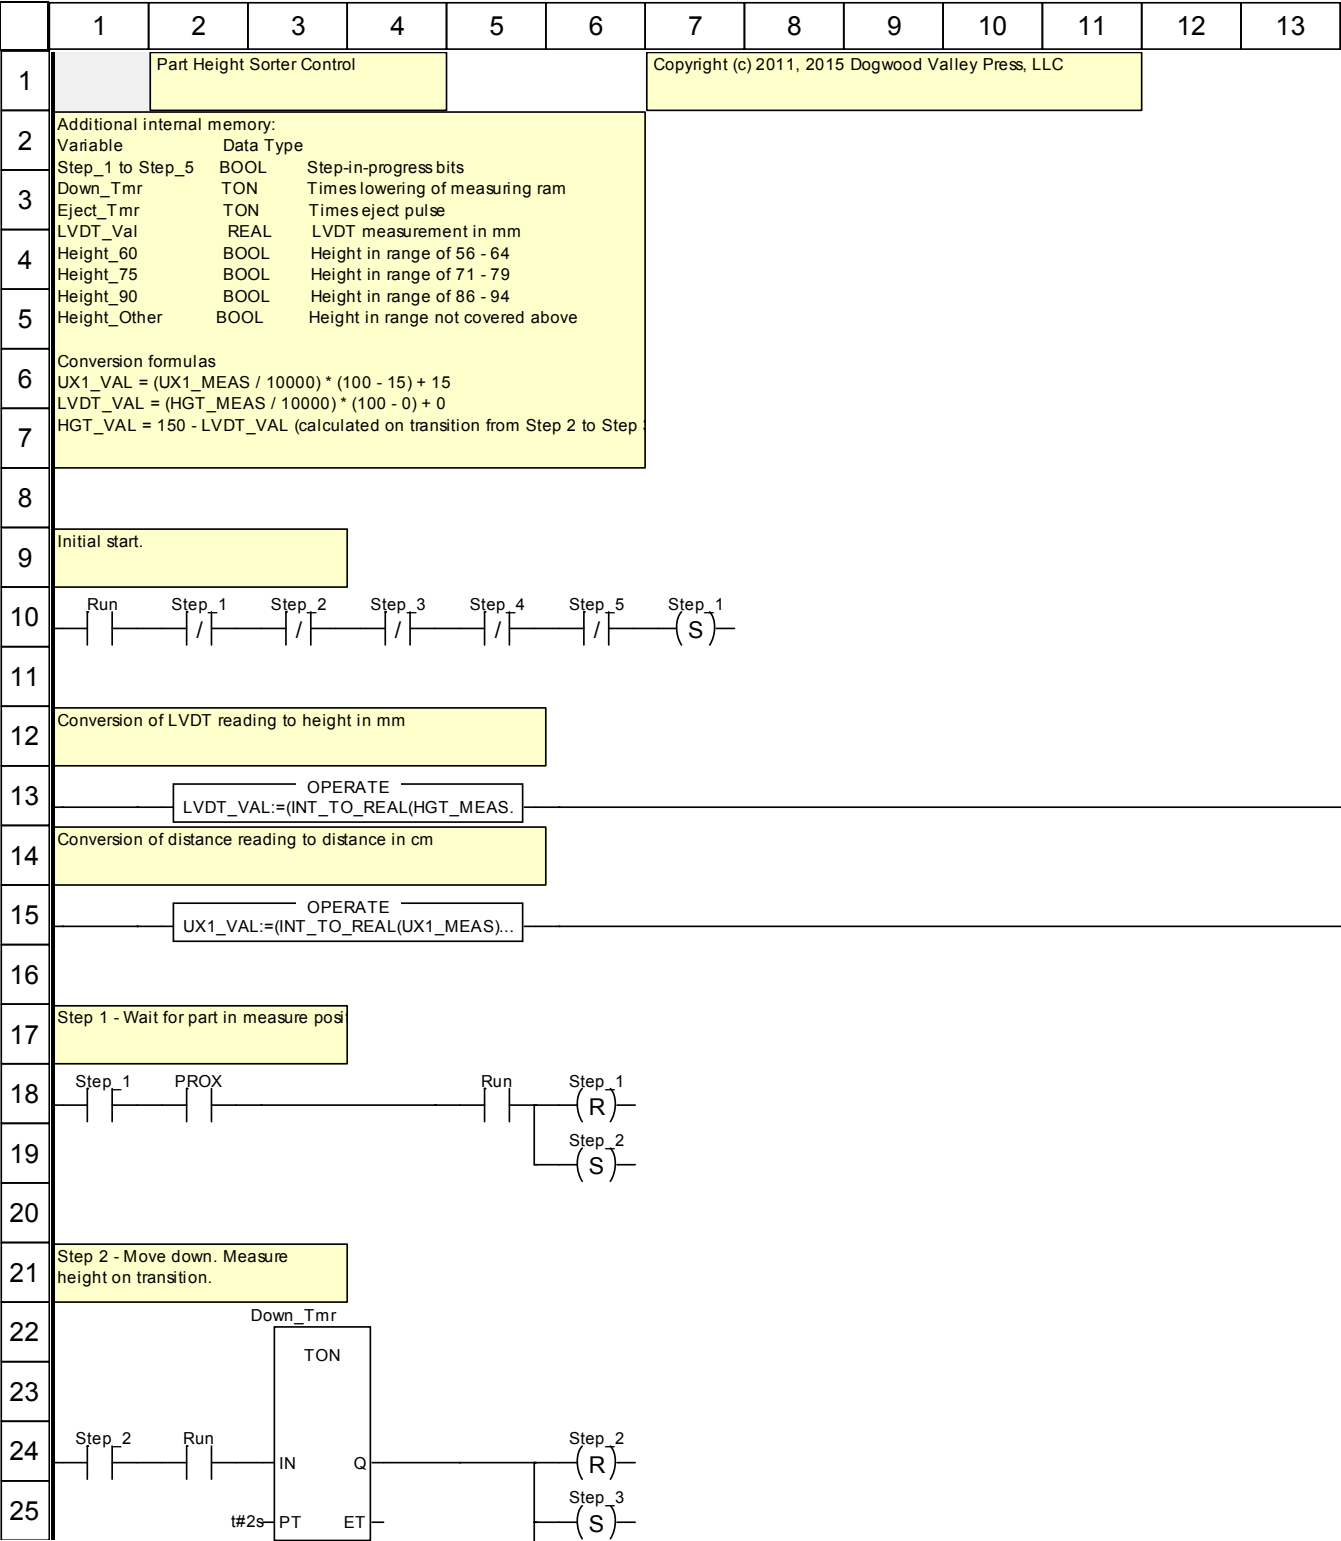 1 2 3 4 5 6 7 8 9 10 11 12 13
1
Part Height Sorter Control
Copyright (c) 2011, 2015 Dogwood Valley Press, LLC
2
Additional internal memory:
Variable Data Type
Step_1 to Step_5 BOOL Step-in-progress bits
3
Down_Tmr TON Times lowering of measuring ram
Eject_Tmr TON Times eject pulse
LVDT_Val REAL LVDT measurement in mm
4
Height_60 BOOL Height in range of 56 - 64
Height_75 BOOL Height in range of 71 - 79
Height_90 BOOL Height in range of 86 - 94
5
Height_Other BOOL Height in range not covered above
Conversion formulas
6
UX1_VAL = (UX1_MEAS / 10000) * (100 - 15) + 15
LVDT_VAL = (HGT_MEAS / 10000) * (100 - 0) + 0
7
HGT_VAL = 150 - LVDT_VAL (calculated on transition from Step 2 to Step
8
9
Initial start.
10
Run Step_1 Step_2 Step_3 Step_4 Step_5 Step_1
/ / / / / S
11
12
Conversion of LVDT reading to height in mm
13
OPERATE
LVDT_VAL:=(INT_TO_REAL(HGT_MEAS.
14
Conversion of distance reading to distance in cm
15
OPERATE
UX1_VAL:=(INT_TO_REAL(UX1_MEAS)...
16
17
Step 1 - Wait for part in measure posi
18
Step_1 PROX Run Step_1
R
19
Step_2
S
20
21
Step 2 - Move down. Measure
height on transition.
22
Down_Tmr
TON
23
24
Step_2 Run Step_2
IN Q R
25
Step_3
t#2s PT ET S